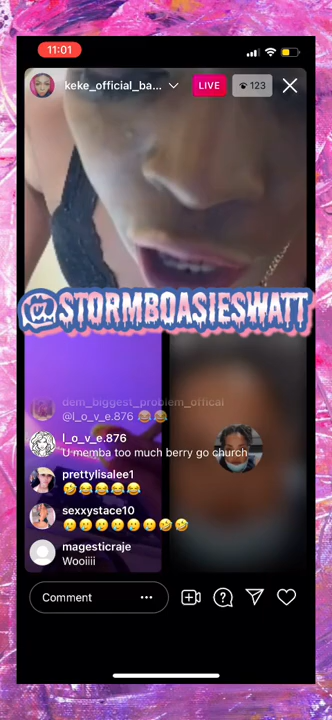 11:01
keke_official_ba...
LIVE
123
@STORMBOASIESWATT
dem_biggest_problem_offical
@l_o_v_e.876 😂😂
l_o_v_e.876
U memba too much berry go church
prettylisalee1
🤣😂😂😂😂
sexxystace10
🥲🥲🥲🥲🥲🥲🤣🤣
magesticraje
Wooiiii
Comment